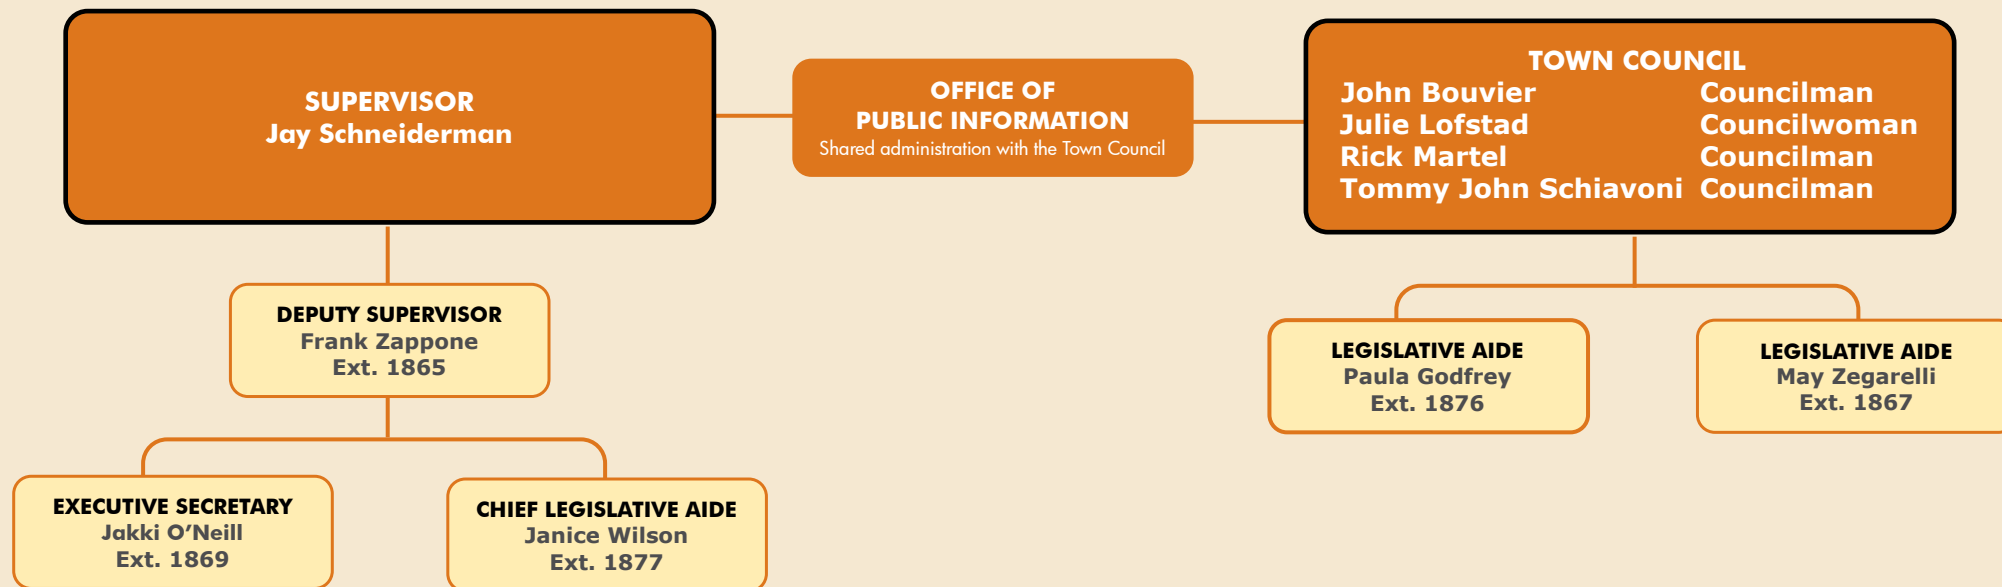 SUPERVISOR
Jay Schneiderman
OFFICE OF
PUBLIC INFORMATION
Shared administration with the Town Council
TOWN COUNCIL
John Bouvier Councilman
Julie Lofstad Councilwoman
Rick Martel Councilman
Tommy John Schiavoni Councilman
DEPUTY SUPERVISOR
Frank Zappone
Ext. 1865
EXECUTIVE SECRETARY
Jakki O’Neill
Ext. 1869
CHIEF LEGISLATIVE AIDE
Janice Wilson
Ext. 1877
LEGISLATIVE AIDE
Paula Godfrey
Ext. 1876
LEGISLATIVE AIDE
May Zegarelli
Ext. 1867